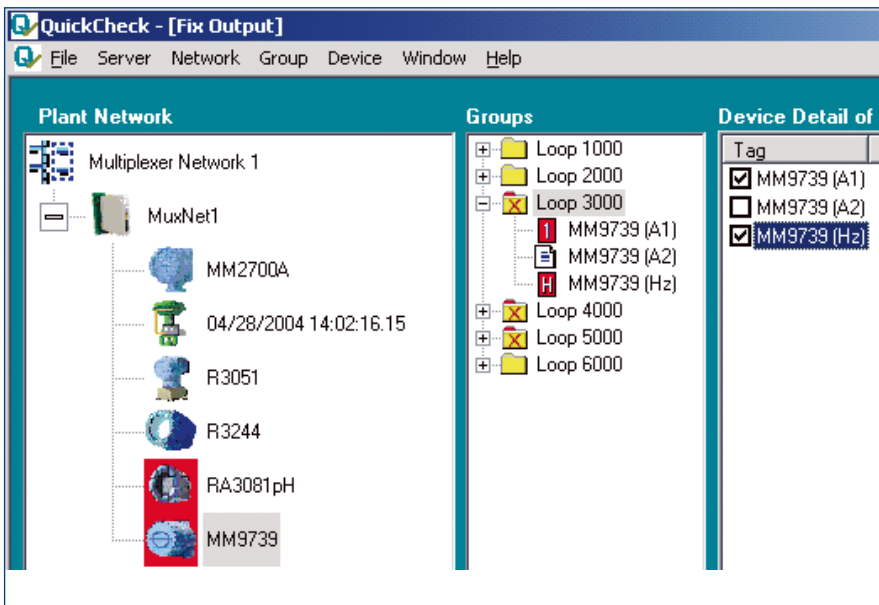 QuickCheck - [Fix Output]
File Server Network Group Device Window Help
Plant Network
Multiplexer Network 1
MuxNet1
MM2700A
04/28/2004 14:02:16.15
R3051
R3244
RA3081pH
MM9739
Groups
Loop 1000
Loop 2000
Loop 3000
1 MM9739 (A1)
MM9739 (A2)
H MM9739 (Hz)
Loop 4000
Loop 5000
Loop 6000
Device Detail of
Tag
MM9739 (A1)
MM9739 (A2)
MM9739 (Hz)